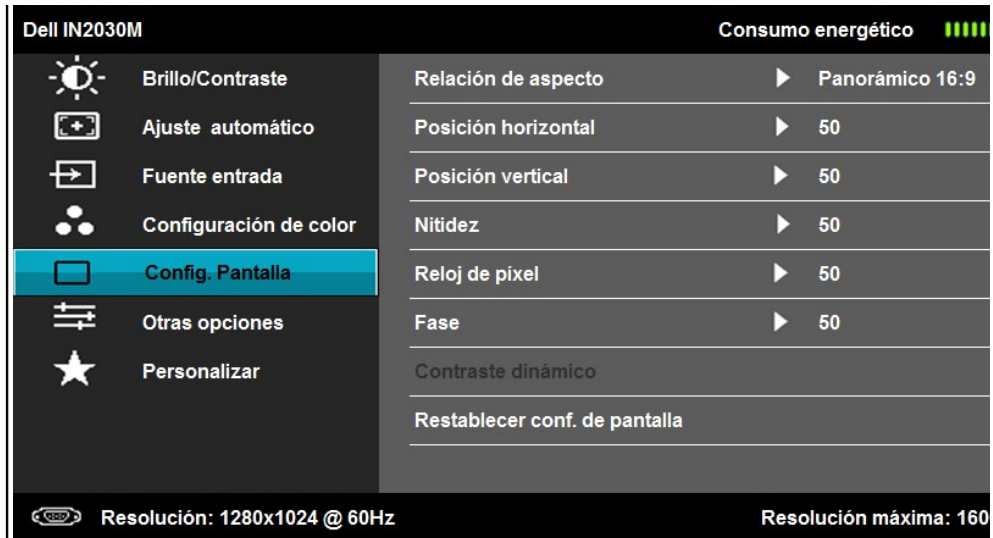 Dell IN2030M Consumo energético
Brillo/Contraste Relación de aspecto Panorámico 16:9
Ajuste automático Posición horizontal 50
Fuente entrada Posición vertical 50
Configuración de color Nitidez 50
Config. Pantalla Reloj de píxel 50
Otras opciones Fase 50
Personalizar Contraste dinámico
Restablecer conf. de pantalla
Resolución: 1280x1024 @ 60Hz Resolución máxima: 160